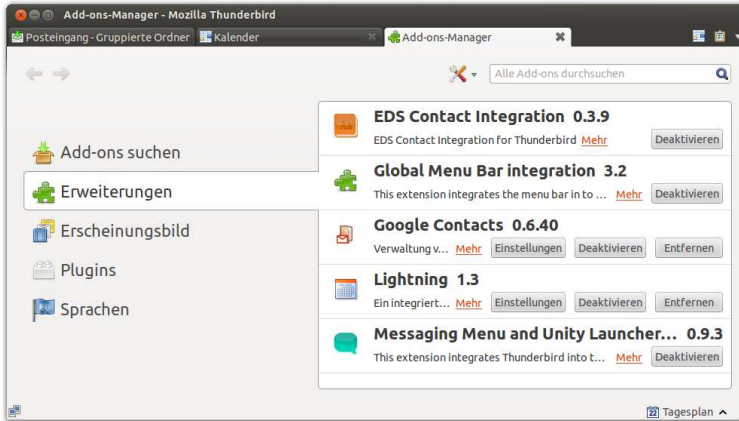 Add-ons-Manager - Mozilla Thunderbird
Posteingang - Gruppierte Ordner Kalender Add-ons-Manager
Alle Add-ons durchsuchen
Add-ons suchen
Erweiterungen
Erscheinungsbild
Plugins
Sprachen
EDS Contact Integration 0.3.9
EDS Contact Integration for Thunderbird Mehr Deaktivieren
Global Menu Bar integration 3.2
This extension integrates the menu bar in to ... Mehr Deaktivieren
Google Contacts 0.6.40
Verwaltung v... Mehr Einstellungen Deaktivieren Entfernen
Lightning 1.3
Ein integriert... Mehr Einstellungen Deaktivieren Entfernen
Messaging Menu and Unity Launcher... 0.9.3
This extension integrates Thunderbird into t... Mehr Deaktivieren
22 Tagesplan